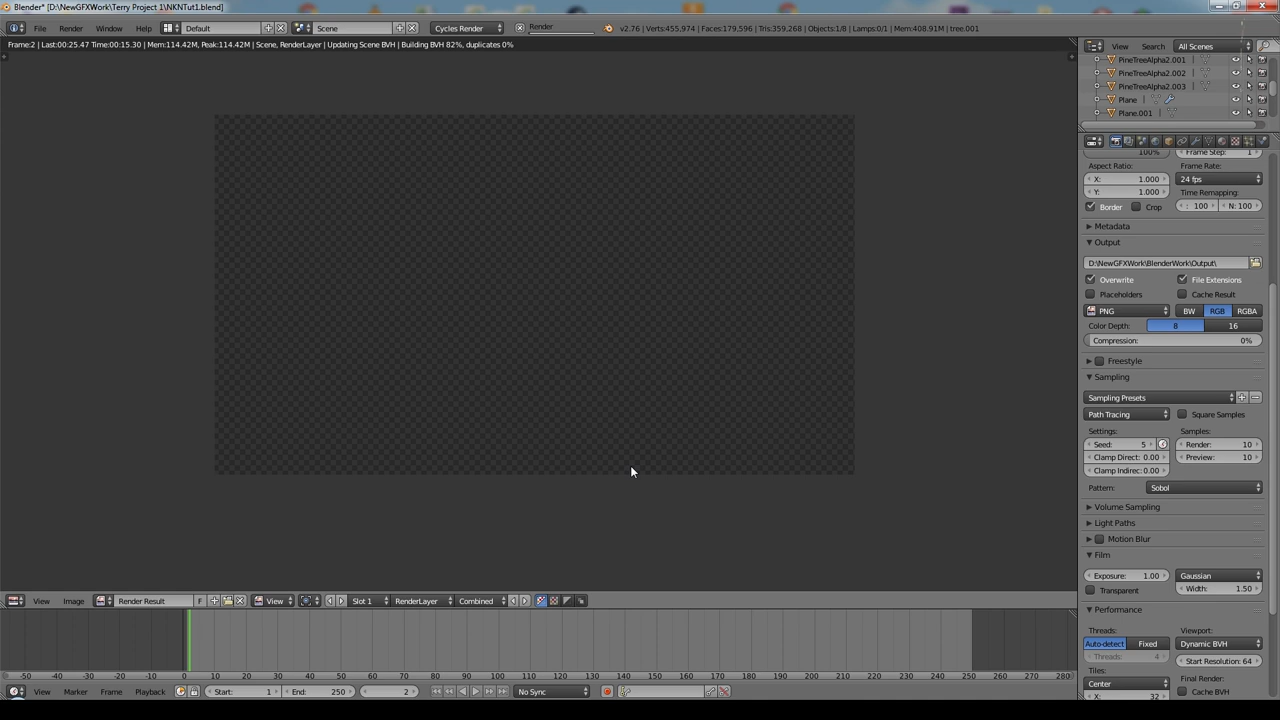 Blender* [D:\NewGFXWork\Terry Project 1\NKNTut1.blend]
File Render Window Help Default Scene Cycles Render Render v2.76 | Verts:455,974 | Faces:179,596 | Tris:359,268 | Objects:1/8 | Lamps:0/1 | Mem:408.91M | tree.001
Frame:2 | Last:00:25.47 Time:00:15.30 | Mem:114.42M, Peak:114.42M | Scene, RenderLayer | Updating Scene BVH | Building BVH 82%, duplicates 0%
View Search All Scenes
PineTreeAlpha2.001
PineTreeAlpha2.002
PineTreeAlpha2.003
Plane
Plane.001
100% Frame Step: 1
Aspect Ratio: Frame Rate:
X: 1.000 24 fps
Y: 1.000 Time Remapping:
Border Crop : 100 N: 100
Metadata
Output
D:\NewGFXWork\BlenderWork\Output\
Overwrite File Extensions
Placeholders Cache Result
PNG BW RGB RGBA
Color Depth: 8 16
Compression: 0%
Freestyle
Sampling
Sampling Presets
Path Tracing Square Samples
Settings: Samples:
Seed: 5 Render: 10
Clamp Direct: 0.00 Preview: 10
Clamp Indirec: 0.00
Pattern: Sobol
Volume Sampling
Light Paths
Motion Blur
Film
Exposure: 1.00 Gaussian
Transparent Width: 1.50
Performance
Threads: Viewport:
Auto-detect Fixed Dynamic BVH
Threads: 4 Start Resolution: 64
Tiles: Final Render:
Center Cache BVH
X: 32
View Image Render Result F View Slot 1 RenderLayer Combined
-50 -40 -30 -20 -10 0 10 20 30 40 50 60 70 80 90 100 110 120 130 140 150 160 170 180 190 200 210 220 230 240 250 260 270 280
View Marker Frame Playback Start: 1 End: 250 2 No Sync